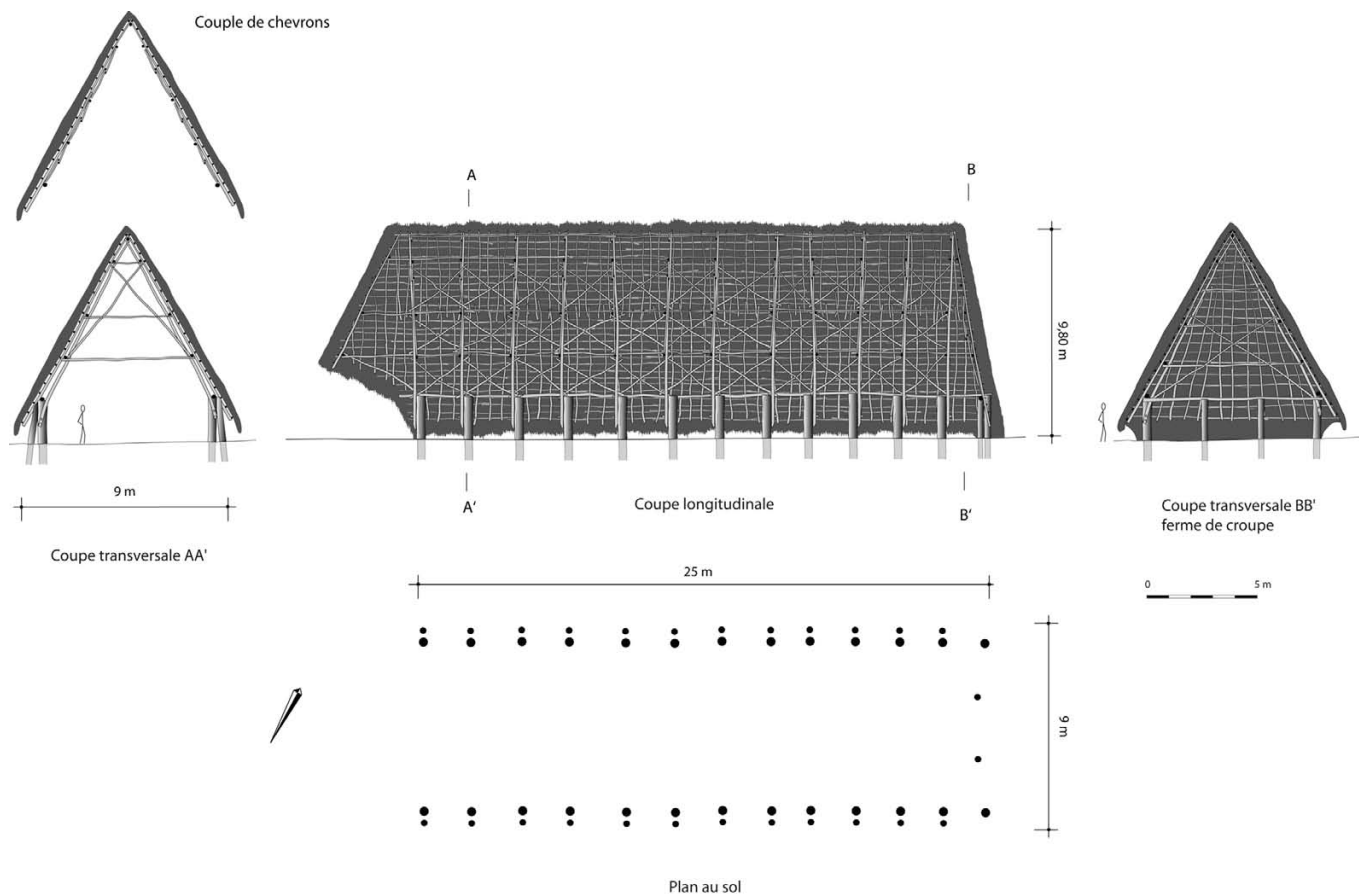 Couple de chevrons
A
B
9,80 m
9 m
A'
Coupe longitudinale
B'
Coupe transversale BB'
ferme de croupe
Coupe transversale AA'
25 m
0 5 m
9 m
Plan au sol